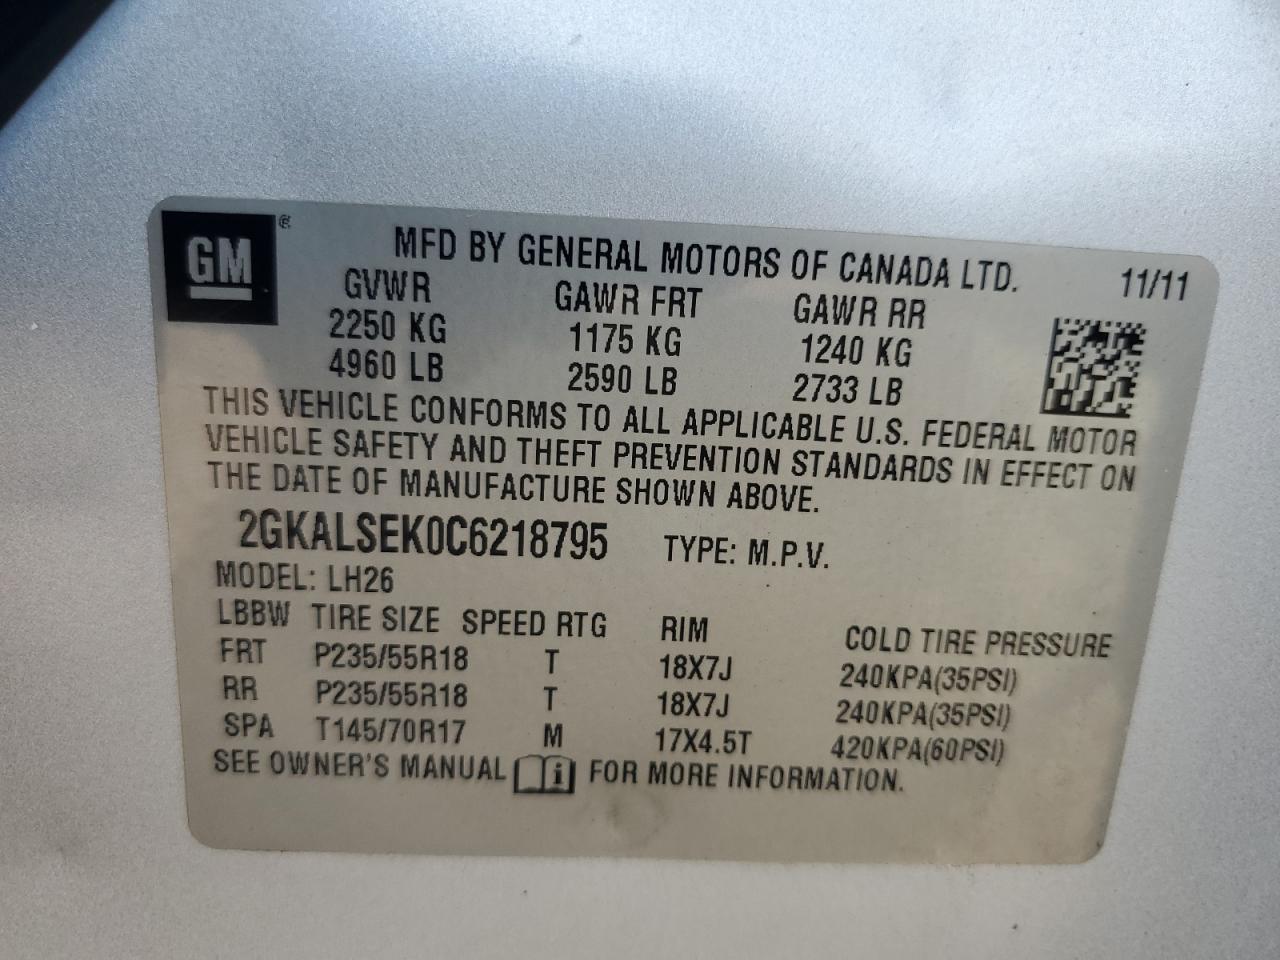 GM ®
MFD BY GENERAL MOTORS OF CANADA LTD. 11/11
GVWR GAWR FRT GAWR RR
2250 KG 1175 KG 1240 KG
4960 LB 2590 LB 2733 LB
THIS VEHICLE CONFORMS TO ALL APPLICABLE U.S. FEDERAL MOTOR
VEHICLE SAFETY AND THEFT PREVENTION STANDARDS IN EFFECT ON
THE DATE OF MANUFACTURE SHOWN ABOVE.
2GKALSEK0C6218795 TYPE: M.P.V.
MODEL: LH26
LBBW TIRE SIZE SPEED RTG RIM COLD TIRE PRESSURE
FRT P235/55R18 T 18X7J 240KPA(35PSI)
RR P235/55R18 T 18X7J 240KPA(35PSI)
SPA T145/70R17 M 17X4.5T 420KPA(60PSI)
SEE OWNER'S MANUAL i FOR MORE INFORMATION.